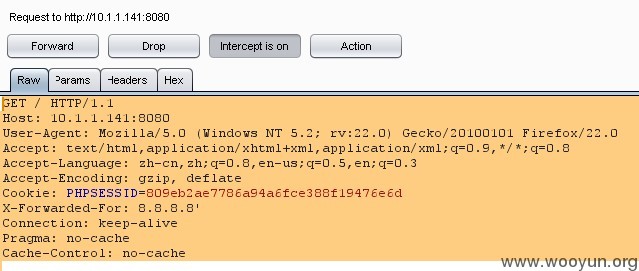 Request to http://10.1.1.141:8080
Forward Drop Intercept is on Action
Raw Params Headers Hex
GET / HTTP/1.1
Host: 10.1.1.141:8080
User-Agent: Mozilla/5.0 (Windows NT 5.2; rv:22.0) Gecko/20100101 Firefox/22.0
Accept: text/html,application/xhtml+xml,application/xml;q=0.9,*/*;q=0.8
Accept-Language: zh-cn,zh;q=0.8,en-us;q=0.5,en;q=0.3
Accept-Encoding: gzip, deflate
Cookie: PHPSESSID=809eb2ae7786a94a6fce388f19476e6d
X-Forwarded-For: 8.8.8.8'
Connection: keep-alive
Pragma: no-cache
Cache-Control: no-cache
www.wooyun.org